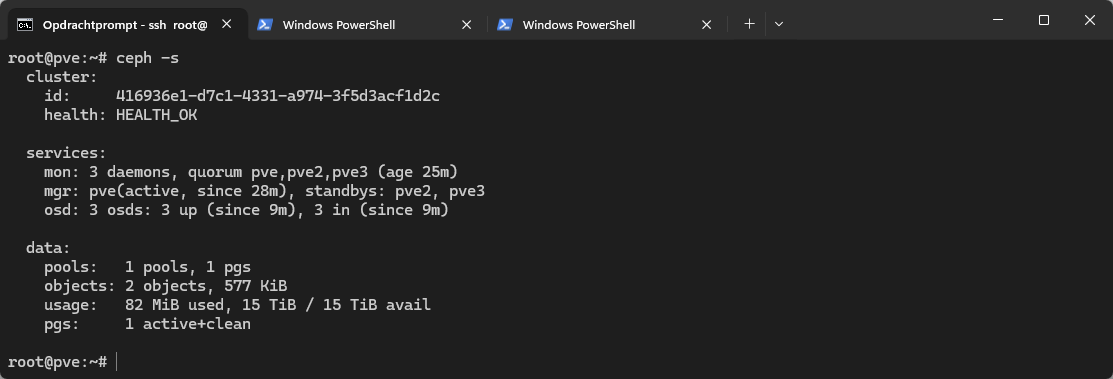 Opdrachtprompt - ssh root@
Windows PowerShell
Windows PowerShell
root@pve:~# ceph -s
  cluster:
    id:     416936e1-d7c1-4331-a974-3f5d3acf1d2c
    health: HEALTH_OK

  services:
    mon: 3 daemons, quorum pve,pve2,pve3 (age 25m)
    mgr: pve(active, since 28m), standbys: pve2, pve3
    osd: 3 osds: 3 up (since 9m), 3 in (since 9m)

  data:
    pools:   1 pools, 1 pgs
    objects: 2 objects, 577 KiB
    usage:   82 MiB used, 15 TiB / 15 TiB avail
    pgs:     1 active+clean

root@pve:~#